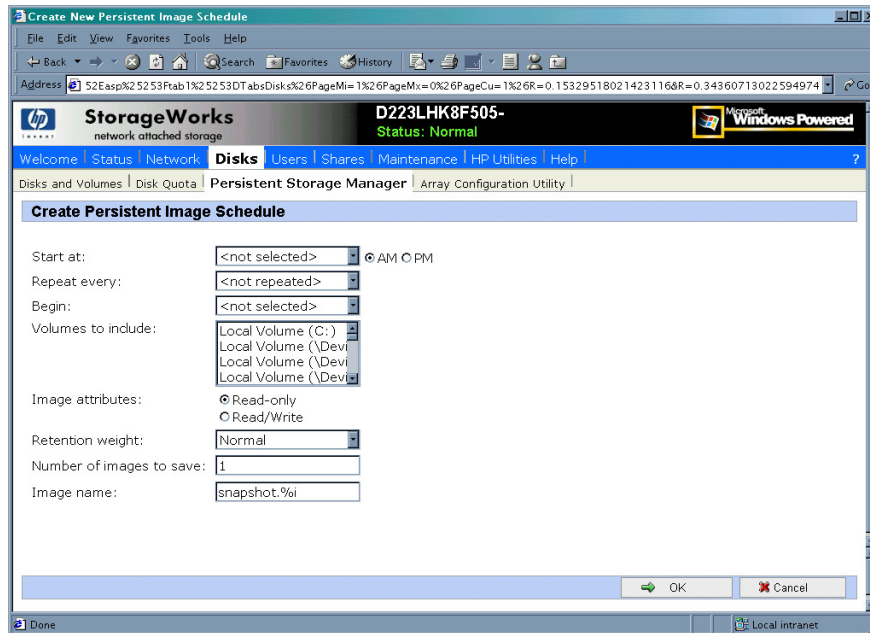 Create New Persistent Image Schedule
File Edit View Favorites Tools Help
Back Search Favorites History
Address 52Easp%25253Ftab1%25253DTabsDisks%26PageMi=1%26PageMx=0%26PageCu=1%26R=0.15329518021423116&R=0.34360713022594974 Go
hp invent StorageWorks D223LHK8F505- Microsoft Windows Powered
network attached storage Status: Normal
Welcome Status Network Disks Users Shares Maintenance HP Utilities Help ?
Disks and Volumes Disk Quota Persistent Storage Manager Array Configuration Utility
Create Persistent Image Schedule
Start at: <not selected> AM PM
Repeat every: <not repeated>
Begin: <not selected>
Volumes to include: Local Volume (C:)
Local Volume (\Devi
Local Volume (\Devi
Local Volume (\Devi
Image attributes: Read-only
Read/Write
Retention weight: Normal
Number of images to save: 1
Image name: snapshot.%i
OK Cancel
Done Local intranet